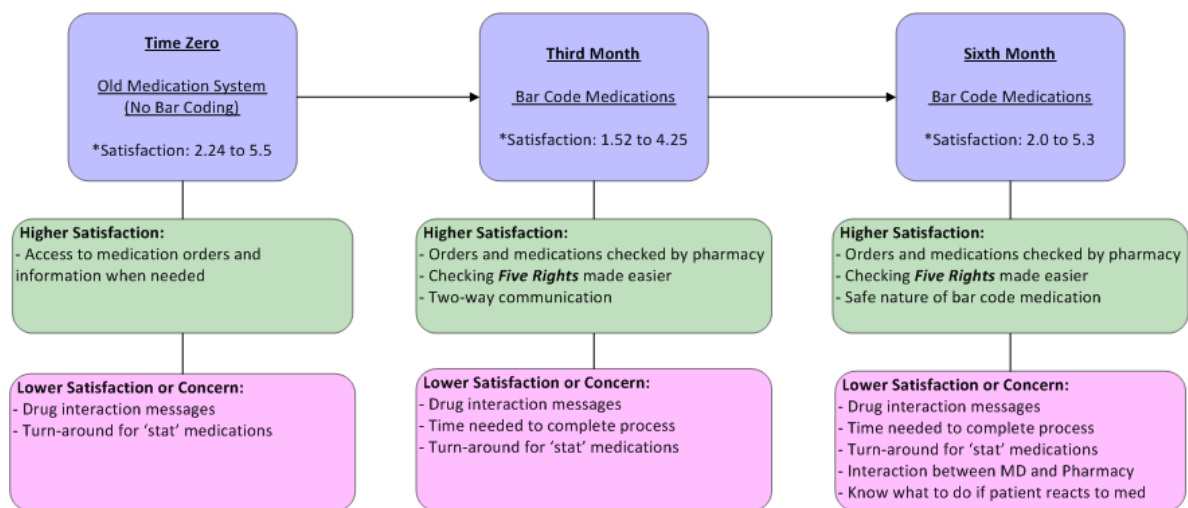 Time Zero
Old Medication System
(No Bar Coding)
*Satisfaction: 2.24 to 5.5
Third Month
Bar Code Medications
*Satisfaction: 1.52 to 4.25
Sixth Month
Bar Code Medications
*Satisfaction: 2.0 to 5.3
Higher Satisfaction:
- Access to medication orders and
information when needed
Higher Satisfaction:
- Orders and medications checked by pharmacy
- Checking Five Rights made easier
- Two-way communication
Higher Satisfaction:
- Orders and medications checked by pharmacy
- Checking Five Rights made easier
- Safe nature of bar code medication
Lower Satisfaction or Concern:
- Drug interaction messages
- Turn-around for ‘stat’ medications
Lower Satisfaction or Concern:
- Drug interaction messages
- Time needed to complete process
- Turn-around for ‘stat’ medications
Lower Satisfaction or Concern:
- Drug interaction messages
- Time needed to complete process
- Turn-around for ‘stat’ medications
- Interaction between MD and Pharmacy
- Know what to do if patient reacts to med